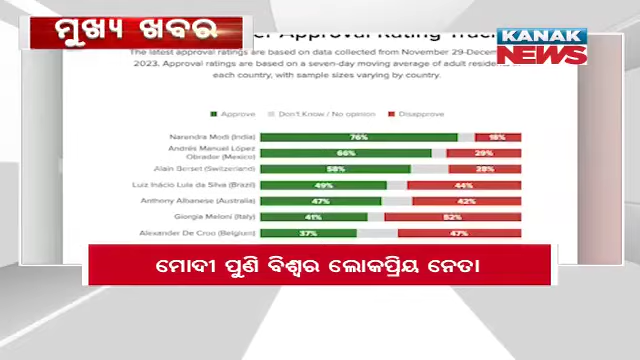 ମୁଖ୍ୟ ଖବର
KANAK
NEWS
Approval Rating
The latest approval ratings are based on data collected from November 29-
2023. Approval ratings are based on a seven-day moving average of adult
each country, with sample sizes varying by country.
Approve Don't Know / No opinion Disapprove
Narendra Modi (India) 76% 18%
Andrés Manuel López
Obrador (Mexico) 66% 29%
Alain Berset (Switzerland) 58% 28%
Luiz Inácio Lula da Silva (Brazil) 49% 44%
Anthony Albanese (Australia) 47% 42%
Giorgia Meloni (Italy) 41% 52%
Alexander De Croo (Belgium) 37% 47%
ମୋଦୀ ପୁଣି ବିଶ୍ୱର ଲୋକପ୍ରିୟ ନେତା